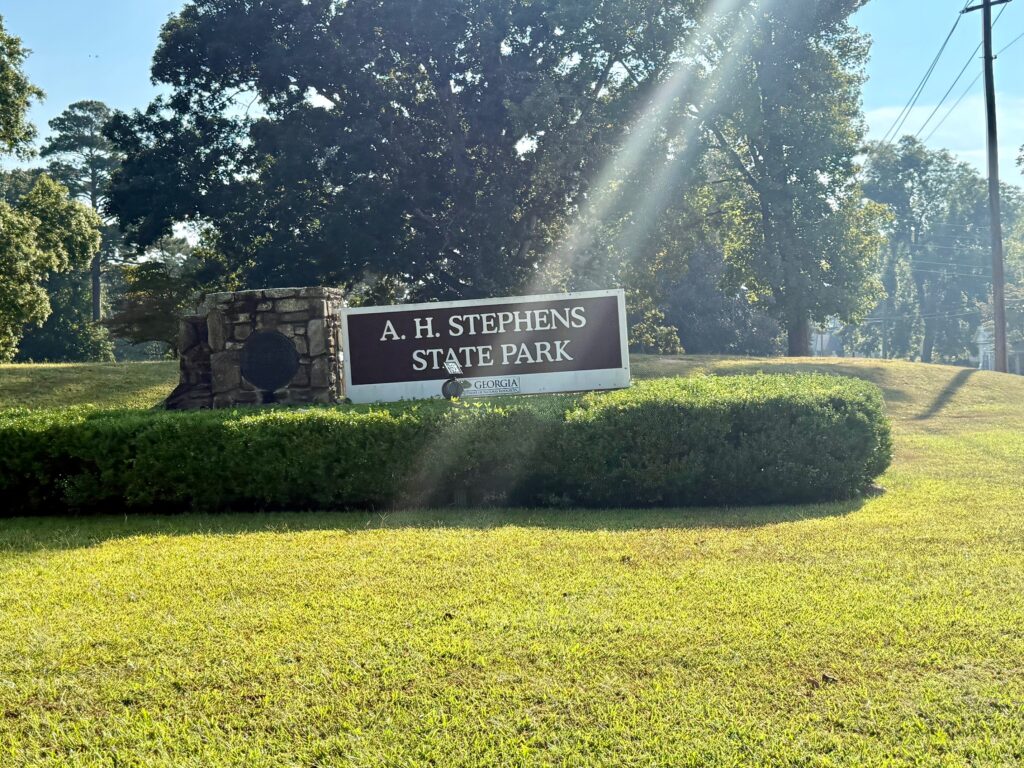 A. H. STEPHENS
STATE PARK
GEORGIA